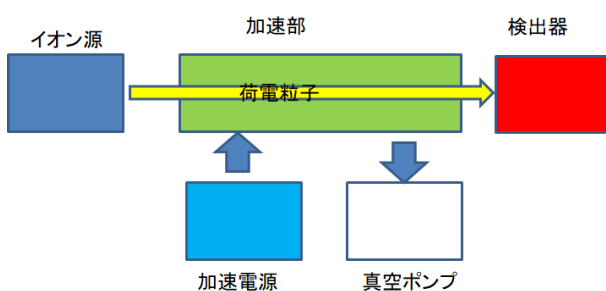 イオン源
加速部
検出器
荷電粒子
加速電源
真空ポンプ